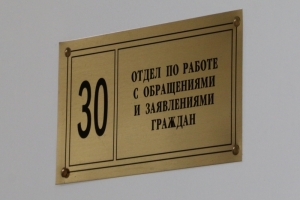 30
ОТДЕЛ ПО РАБОТЕ
С ОБРАЩЕНИЯМИ
И ЗАЯВЛЕНИЯМИ
ГРАЖДАН